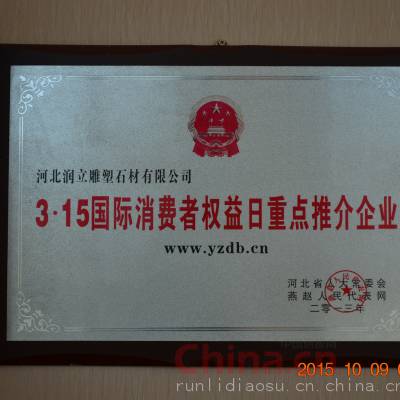 河北润立雕塑石材有限公司
3·15国际消费者权益日重点推介企业
www.yzdb.cn
河北省人大常委会
燕赵人民代表网
二〇一三年
China.cn
2015 10 09
runlidiaosu.cn.china.cn